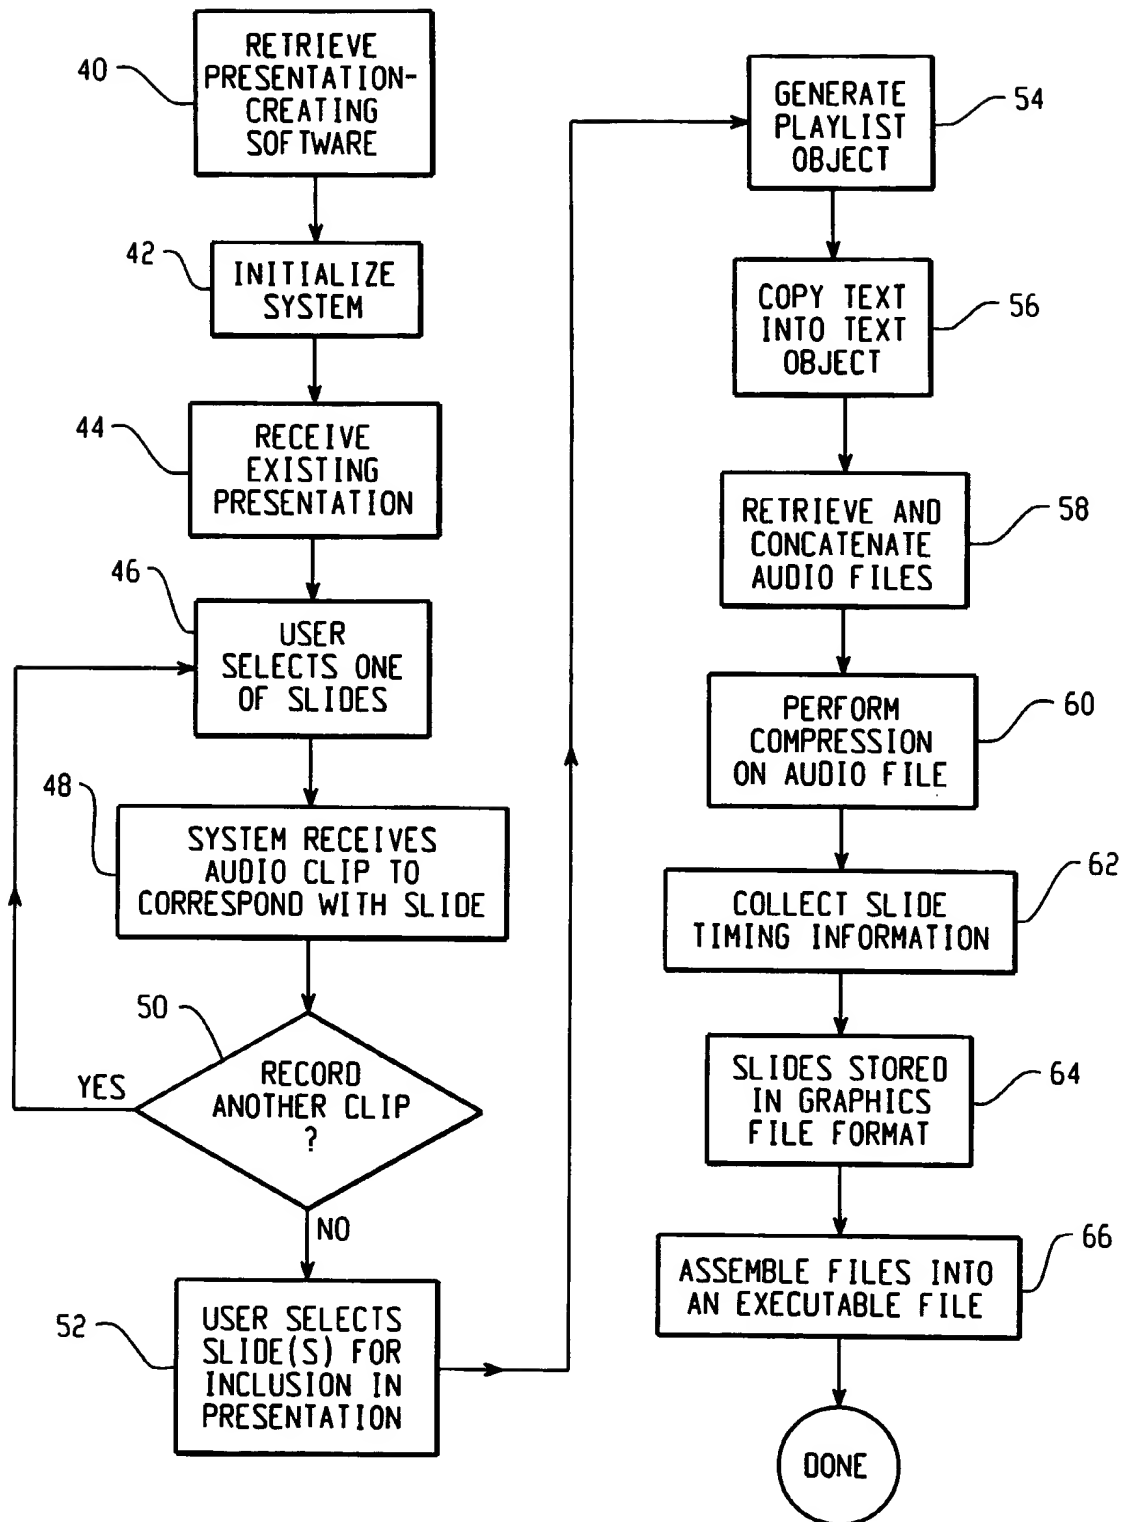 40
RETRIEVE
PRESENTATION-
CREATING
SOFTWARE
42
INITIALIZE
SYSTEM
44
RECEIVE
EXISTING
PRESENTATION
46
USER
SELECTS ONE
OF SLIDES
48
SYSTEM RECEIVES
AUDIO CLIP TO
CORRESPOND WITH SLIDE
50
RECORD
ANOTHER CLIP
?
YES
NO
52
USER SELECTS
SLIDE(S) FOR
INCLUSION IN
PRESENTATION
GENERATE
PLAYLIST
OBJECT
54
COPY TEXT
INTO TEXT
OBJECT
56
RETRIEVE AND
CONCATENATE
AUDIO FILES
58
PERFORM
COMPRESSION
ON AUDIO FILE
60
COLLECT SLIDE
TIMING INFORMATION
62
SLIDES STORED
IN GRAPHICS
FILE FORMAT
64
ASSEMBLE FILES INTO
AN EXECUTABLE FILE
66
DONE